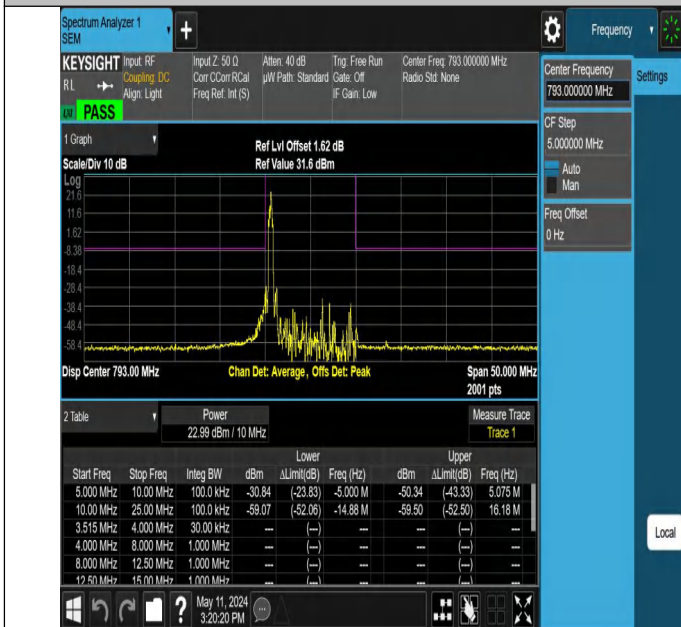 Spectrum Analyzer 1
SEM
+
Frequency
KEYSIGHT
RL
PASS
Input: RF
Coupling: DC
Align: Light
Input Z: 50 Ω
Corr CCorr RCal
Freq Ref: Int (S)
Atten: 40 dB
µW Path: Standard
Trig: Free Run
Gate: Off
IF Gain: Low
Center Freq: 793.000000 MHz
Radio Std: None
Center Frequency
793.000000 MHz
Settings
CF Step
5.000000 MHz
Auto
Man
Freq Offset
0 Hz
1 Graph
Ref Lvl Offset 1.62 dB
Scale/Div 10 dB
Ref Value 31.6 dBm
Log
21.6
11.6
1.62
-8.38
-18.4
-28.4
-38.4
-48.4
-58.4
Disp Center 793.00 MHz
Chan Det: Average, Offs Det: Peak
Span 50.000 MHz
2001 pts
2 Table
Power
22.99 dBm / 10 MHz
Measure Trace
Trace 1
Lower Upper
Start Freq Stop Freq Integ BW dBm ΔLimit(dB) Freq (Hz) dBm ΔLimit(dB) Freq (Hz)
5.000 MHz 10.00 MHz 100.0 kHz -30.84 (-23.83) -5.000 M -50.34 (-43.33) 5.075 M
10.00 MHz 25.00 MHz 100.0 kHz -59.07 (-52.06) -14.88 M -59.50 (-52.50) 16.18 M
3.515 MHz 4.000 MHz 30.00 kHz --- (---) --- --- (---) ---
4.000 MHz 8.000 MHz 1.000 MHz --- (---) --- --- (---) ---
8.000 MHz 12.50 MHz 1.000 MHz --- (---) --- --- (---) ---
12.50 MHz 15.00 MHz 1.000 MHz --- (---) --- --- (---) ---
Local
?
May 11, 2024
3:20:20 PM